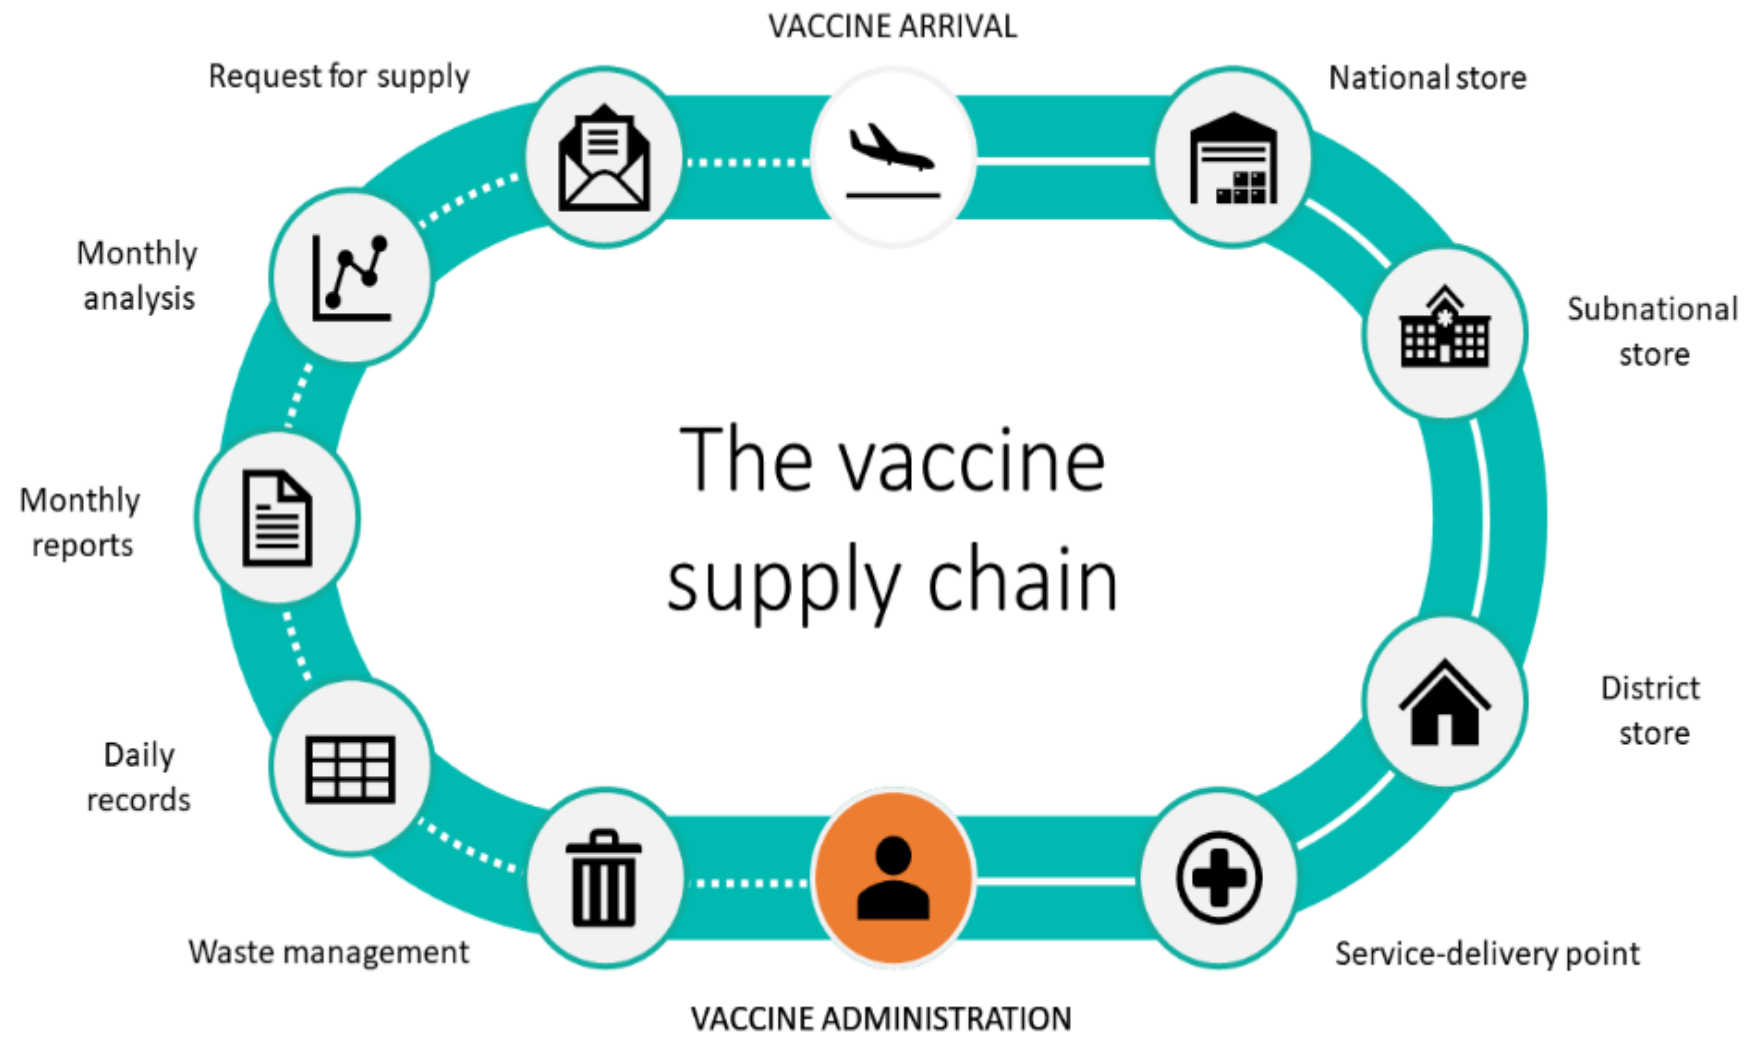 VACCINE ARRIVAL
Request for supply
National store
Monthly
analysis
Subnational
store
The vaccine
supply chain
Monthly
reports
District
store
Daily
records
Waste management
Service-delivery point
VACCINE ADMINISTRATION